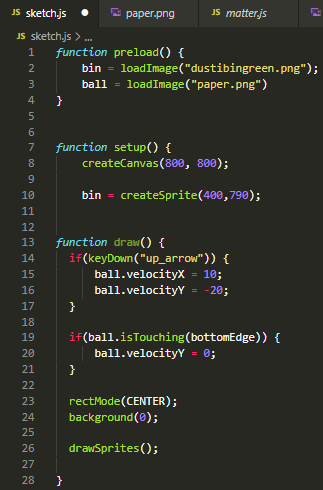 sketch.js ● paper.png matter.js
sketch.js > ...
1 function preload() {
2 bin = loadImage("dustibingreen.png");
3 ball = loadImage("paper.png")
4 }
5
6
7 function setup() {
8 createCanvas(800, 800);
9
10 bin = createSprite(400,790);
11
12
13 function draw() {
14 if(keyDown("up_arrow")) {
15 ball.velocityX = 10;
16 ball.velocityY = -20;
17 }
18
19 if(ball.isTouching(bottomEdge)) {
20 ball.velocityY = 0;
21 }
22
23 rectMode(CENTER);
24 background(0);
25
26 drawSprites();
27
28 }